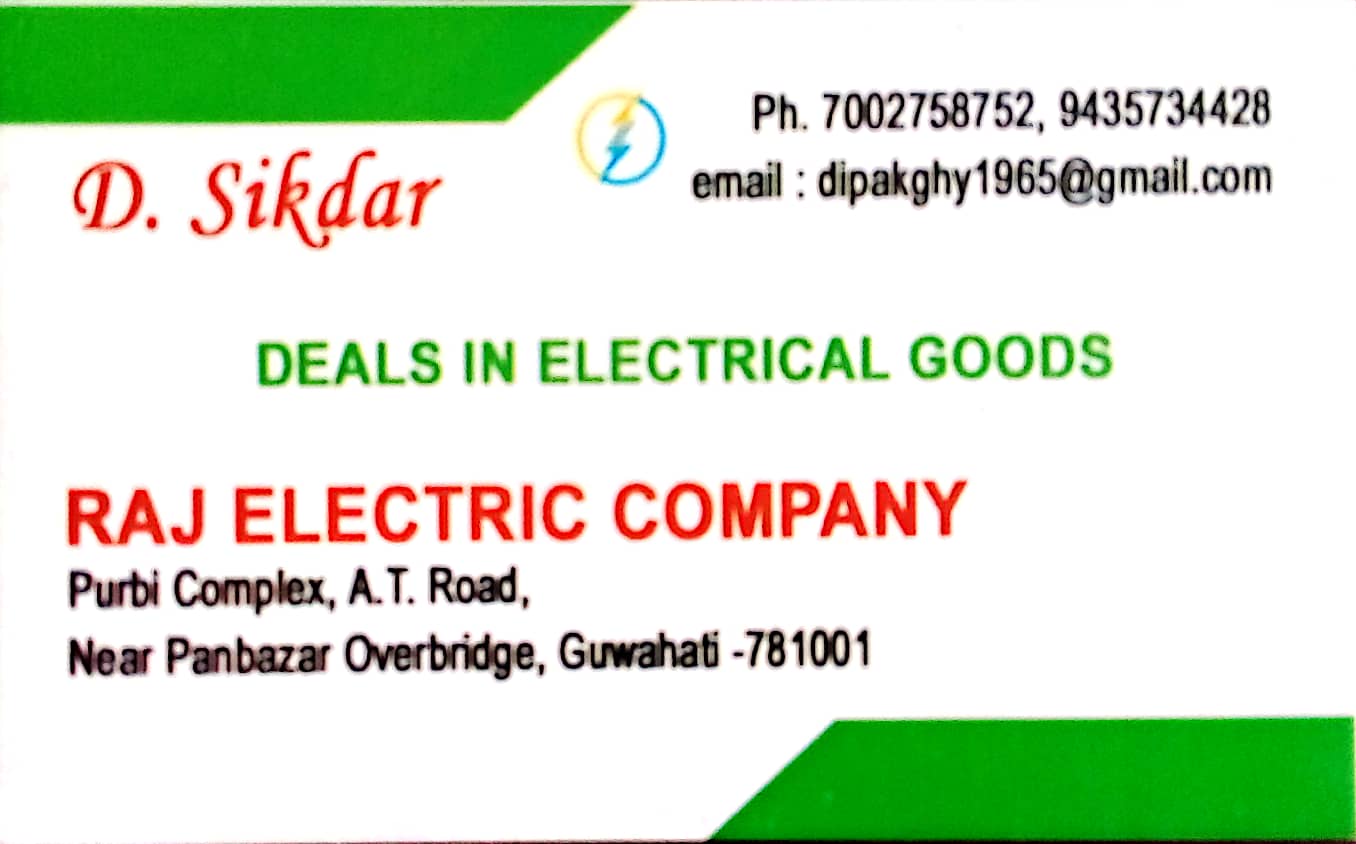 Ph. 7002758752, 9435734428
email : dipakghy1965@gmail.com
D. Sikdar
DEALS IN ELECTRICAL GOODS
RAJ ELECTRIC COMPANY
Purbi Complex, A.T. Road,
Near Panbazar Overbridge, Guwahati -781001